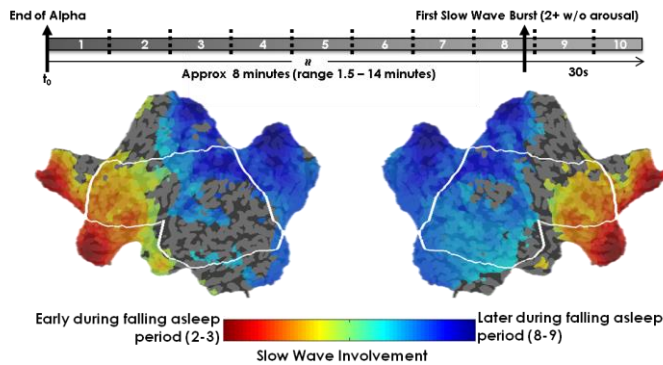 End of Alpha
First Slow Wave Burst (2+ w/o arousal)
1 2 3 4 5 6 7 8 9 10
t0
≈
Approx 8 minutes (range 1.5 – 14 minutes)
30s
Early during falling asleep
period (2-3)
Later during falling asleep
period (8-9)
Slow Wave Involvement